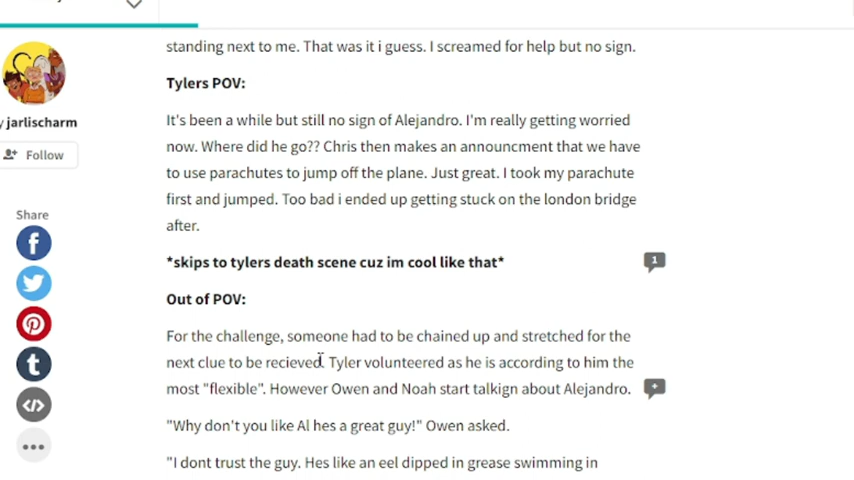 standing next to me. That was it i guess. I screamed for help but no sign.
Tylers POV:
It's been a while but still no sign of Alejandro. I'm really getting worried
now. Where did he go?? Chris then makes an announcment that we have
to use parachutes to jump off the plane. Just great. I took my parachute
first and jumped. Too bad i ended up getting stuck on the london bridge
after.
*skips to tylers death scene cuz im cool like that*
1
Out of POV:
For the challenge, someone had to be chained up and stretched for the
next clue to be recieved. Tyler volunteered as he is according to him the
most "flexible". However Owen and Noah start talkign about Alejandro.
+
"Why don't you like Al hes a great guy!" Owen asked.
"I dont trust the guy. Hes like an eel dipped in grease swimming in
jarlischarm
Follow
Share